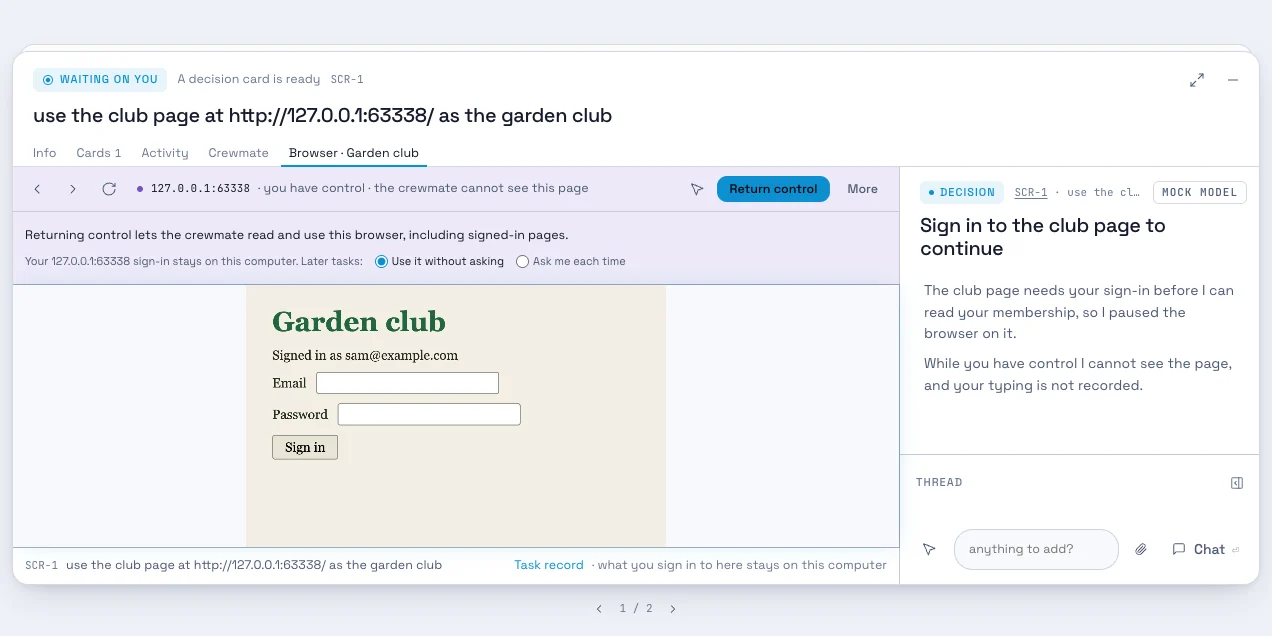 WAITING ON YOU A decision card is ready SCR-1
use the club page at http://127.0.0.1:63338/ as the garden club
Info Cards 1 Activity Crewmate Browser · Garden club
127.0.0.1:63338 · you have control · the crewmate cannot see this page Return control More
Returning control lets the crewmate read and use this browser, including signed-in pages.
Your 127.0.0.1:63338 sign-in stays on this computer. Later tasks: Use it without asking Ask me each time
Garden club
Signed in as sam@example.com
Email
Password
Sign in
SCR-1 use the club page at http://127.0.0.1:63338/ as the garden club Task record · what you sign in to here stays on this computer
DECISION SCR-1 · use the cl… MOCK MODEL
Sign in to the club page to
continue
The club page needs your sign-in before I can
read your membership, so I paused the
browser on it.
While you have control I cannot see the page,
and your typing is not recorded.
THREAD
anything to add? Chat ⏎
1 / 2